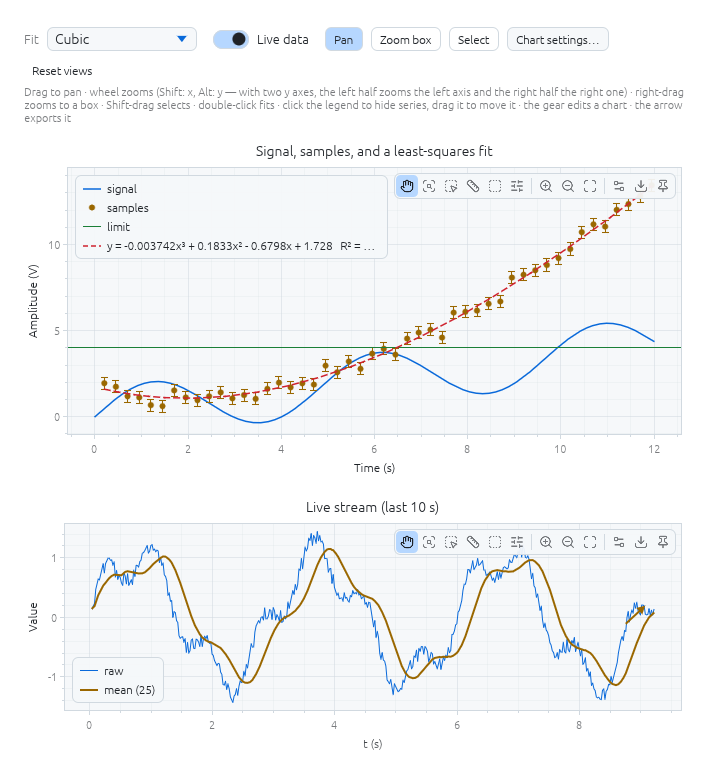 Fit Cubic Live data Pan Zoom box Select Chart settings...
Reset views
Drag to pan · wheel zooms (Shift: x, Alt: y — with two y axes, the left half zooms the left axis and the right half the right one) · right-drag
zooms to a box · Shift-drag selects · double-click fits · click the legend to hide series, drag it to move it · the gear edits a chart · the arrow
exports it
Signal, samples, and a least-squares fit
signal
samples
limit
y = -0.003742x³ + 0.1833x² - 0.6798x + 1.728 R² = ...
10
5
0
Amplitude (V)
0 2 4 6 8 10 12
Time (s)
Live stream (last 10 s)
1
0
-1
Value
raw
mean (25)
0 2 4 6 8
t (s)